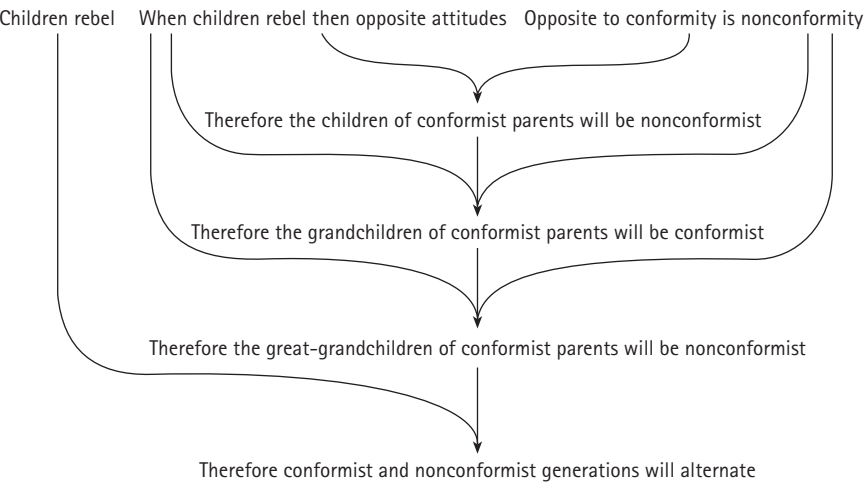 Children rebel When children rebel then opposite attitudes Opposite to conformity is nonconformity
Therefore the children of conformist parents will be nonconformist
Therefore the grandchildren of conformist parents will be conformist
Therefore the great-grandchildren of conformist parents will be nonconformist
Therefore conformist and nonconformist generations will alternate